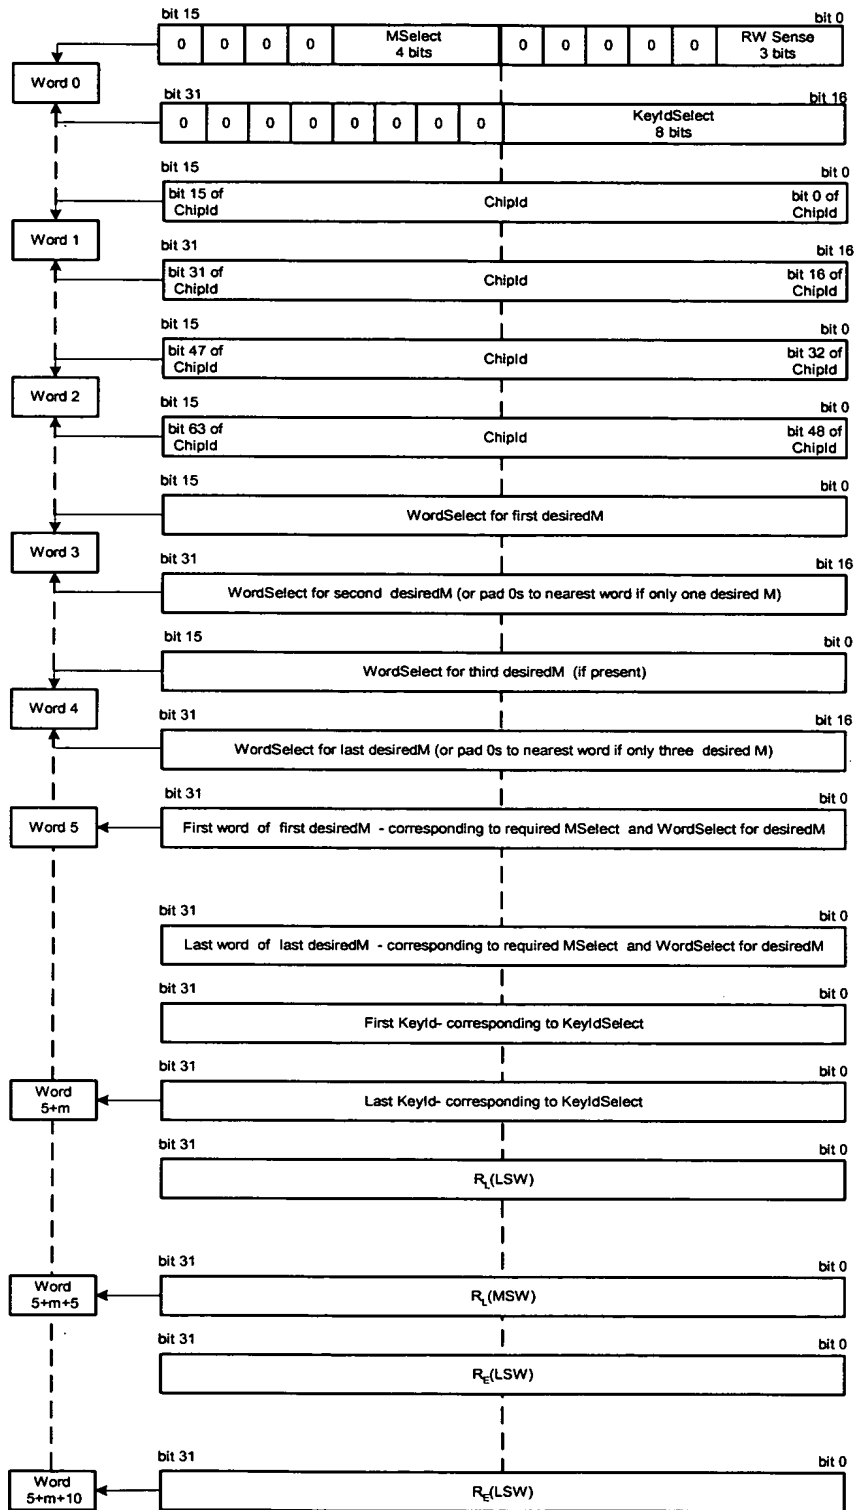 bit 15
bit 0
0 0 0 0 MSelect 0 0 0 0 0 RW Sense
4 bits 3 bits
Word 0
bit 31
bit 16
0 0 0 0 0 0 0 0 KeyIdSelect
8 bits
bit 15
bit 0
bit 15 of ChipId bit 0 of
ChipId ChipId
Word 1
bit 31
bit 16
bit 31 of ChipId bit 16 of
ChipId ChipId
bit 15
bit 0
bit 47 of ChipId bit 32 of
ChipId ChipId
Word 2
bit 15
bit 0
bit 63 of ChipId bit 48 of
ChipId ChipId
bit 15
bit 0
WordSelect for first desiredM
Word 3
bit 31
bit 16
WordSelect for second desiredM (or pad 0s to nearest word if only one desired M)
bit 15
bit 0
WordSelect for third desiredM (if present)
Word 4
bit 31
bit 16
WordSelect for last desiredM (or pad 0s to nearest word if only three desired M)
bit 31
bit 0
Word 5
First word of first desiredM - corresponding to required MSelect and WordSelect for desiredM
bit 31
bit 0
Last word of last desiredM - corresponding to required MSelect and WordSelect for desiredM
bit 31
bit 0
First KeyId- corresponding to KeyIdSelect
bit 31
bit 0
Word
5+m
Last KeyId- corresponding to KeyIdSelect
bit 31
bit 0
RL(LSW)
bit 31
bit 0
Word
5+m+5
RL(MSW)
bit 31
bit 0
RE(LSW)
bit 31
bit 0
Word
5+m+10
RE(LSW)